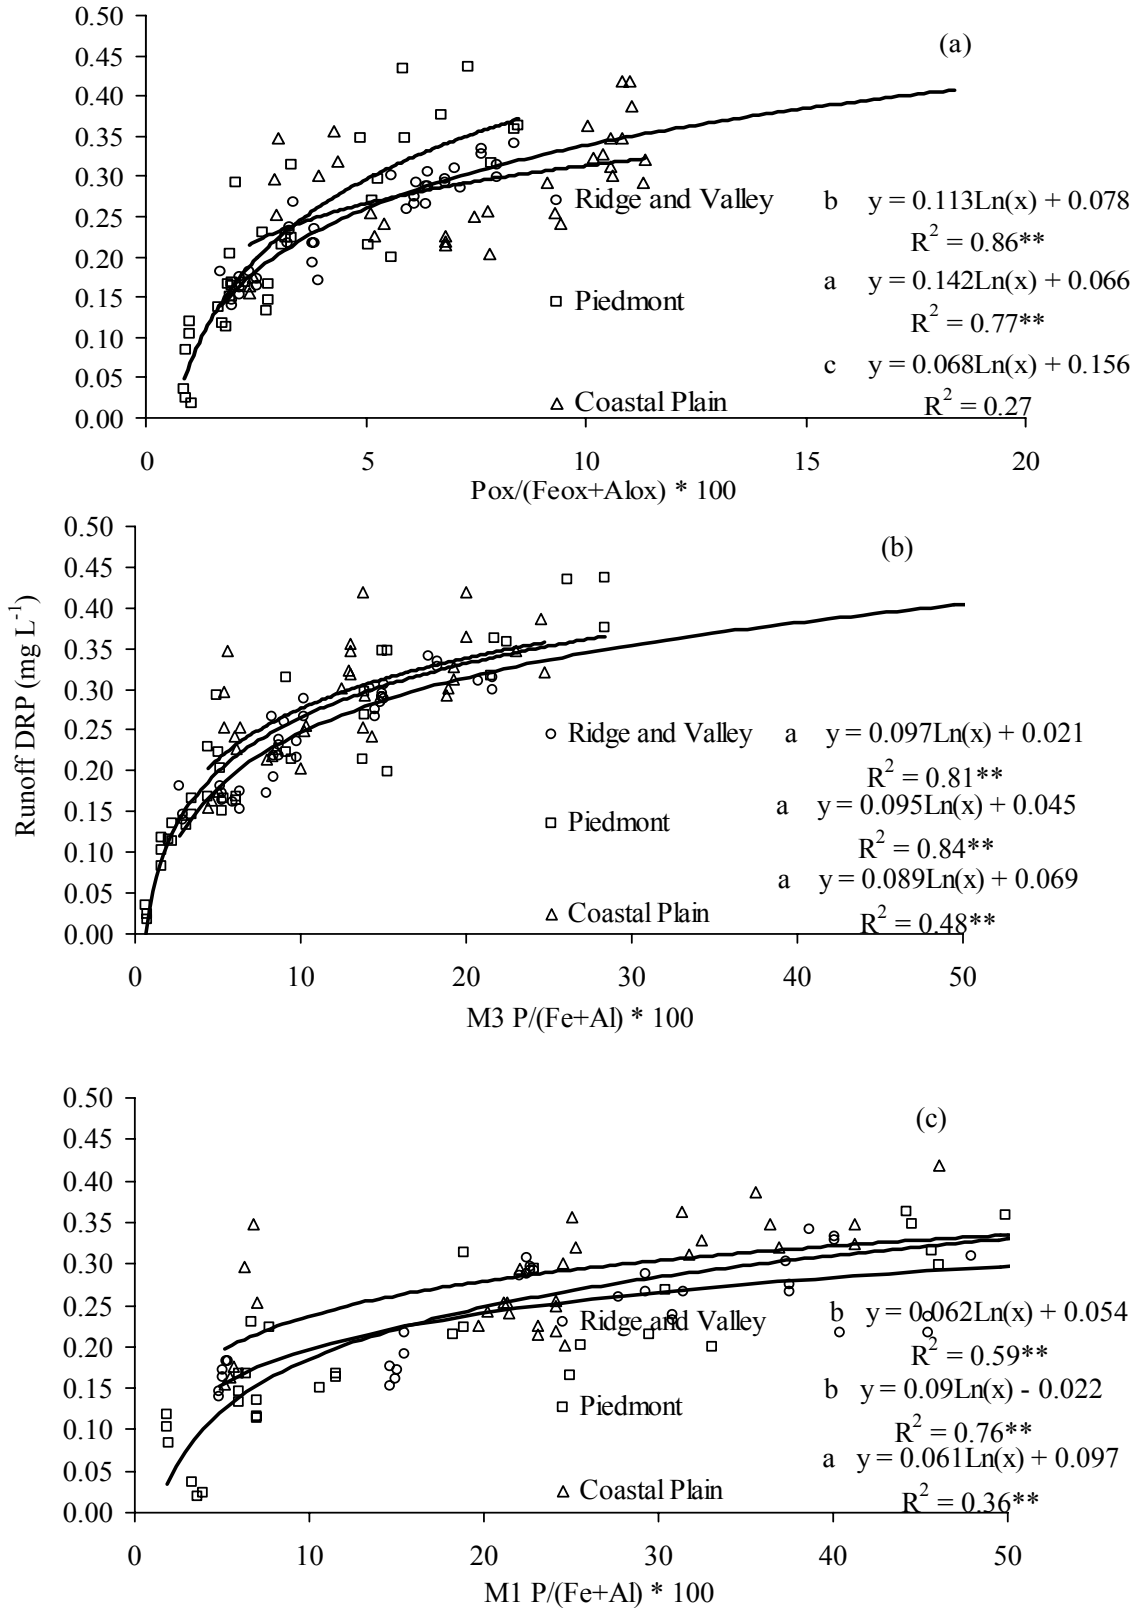 (a)
0.50
0.45
0.40
0.35
0.30
0.25
0.20
0.15
0.10
0.05
0.00
Ridge and Valley b y = 0.113Ln(x) + 0.078
R² = 0.86**
Piedmont a y = 0.142Ln(x) + 0.066
R² = 0.77**
c y = 0.068Ln(x) + 0.156
Coastal Plain R² = 0.27
0 5 10 15 20
Pox/(Feox+Alox) * 100
Runoff DRP (mg L⁻¹)
(b)
0.50
0.45
0.40
0.35
0.30
0.25
0.20
0.15
0.10
0.05
0.00
Ridge and Valley a y = 0.097Ln(x) + 0.021
R² = 0.81**
Piedmont a y = 0.095Ln(x) + 0.045
R² = 0.84**
a y = 0.089Ln(x) + 0.069
Coastal Plain R² = 0.48**
0 10 20 30 40 50
M3 P/(Fe+Al) * 100
(c)
0.50
0.45
0.40
0.35
0.30
0.25
0.20
0.15
0.10
0.05
0.00
Ridge and Valley b y = 0.062Ln(x) + 0.054
R² = 0.59**
Piedmont b y = 0.09Ln(x) - 0.022
R² = 0.76**
a y = 0.061Ln(x) + 0.097
Coastal Plain R² = 0.36**
0 10 20 30 40 50
M1 P/(Fe+Al) * 100